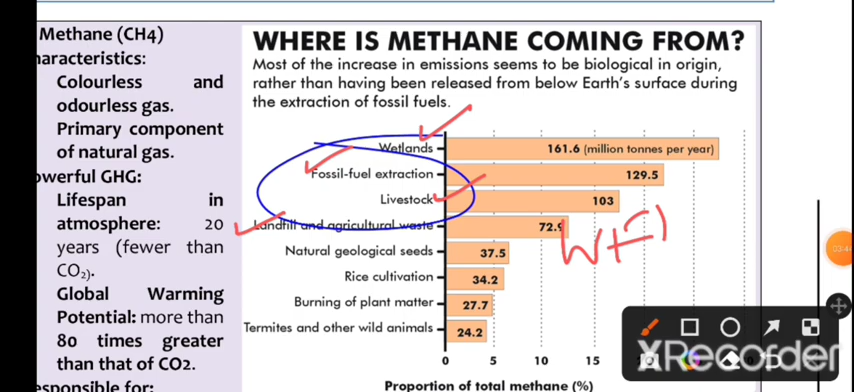 Methane (CH4)
haracteristics:
Colourless and
odourless gas.
Primary component
of natural gas.
owerful GHG:
Lifespan in
atmosphere: 20
years (fewer than
CO₂).
Global Warming
Potential: more than
80 times greater
than that of CO2.
esponsible for:
WHERE IS METHANE COMING FROM?
Most of the increase in emissions seems to be biological in origin,
rather than having been released from below Earth's surface during
the extraction of fossil fuels.
Wetlands 161.6 (million tonnes per year)
Fossil-fuel extraction 129.5
Livestock 103
Landfill and agricultural waste 72.9
Natural geological seeds 37.5
Rice cultivation 34.2
Burning of plant matter 27.7
Termites and other wild animals 24.2
0 5 10 15
Proportion of total methane (%)
XRecorder